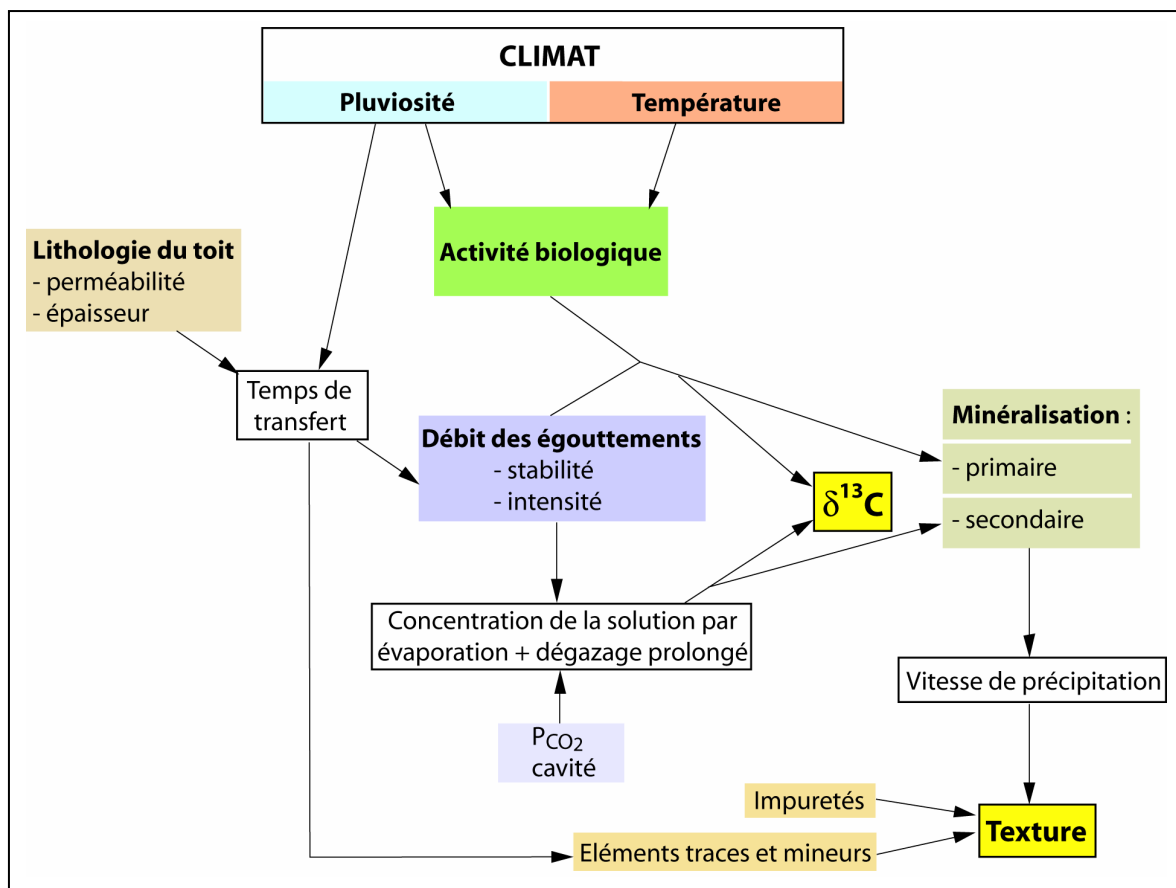 CLIMAT
Pluviosité
Température
Lithologie du toit
- perméabilité
- épaisseur
Activité biologique
Temps de
transfert
Débit des égouttements
- stabilité
- intensité
δ¹³C
Minéralisation :
- primaire
- secondaire
Concentration de la solution par
évaporation + dégazage prolongé
Vitesse de précipitation
PCO₂
cavité
Impuretés
Texture
Eléments traces et mineurs